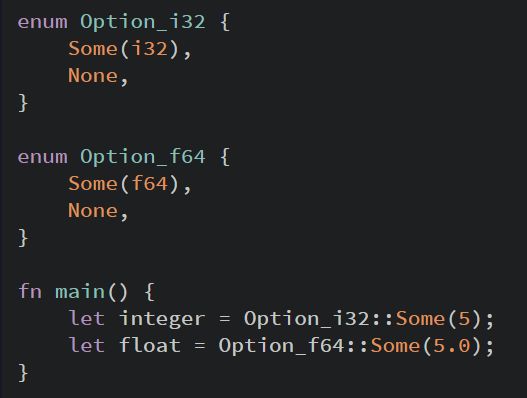 enum Option_i32 {
    Some(i32),
    None,
}

enum Option_f64 {
    Some(f64),
    None,
}

fn main() {
    let integer = Option_i32::Some(5);
    let float = Option_f64::Some(5.0);
}